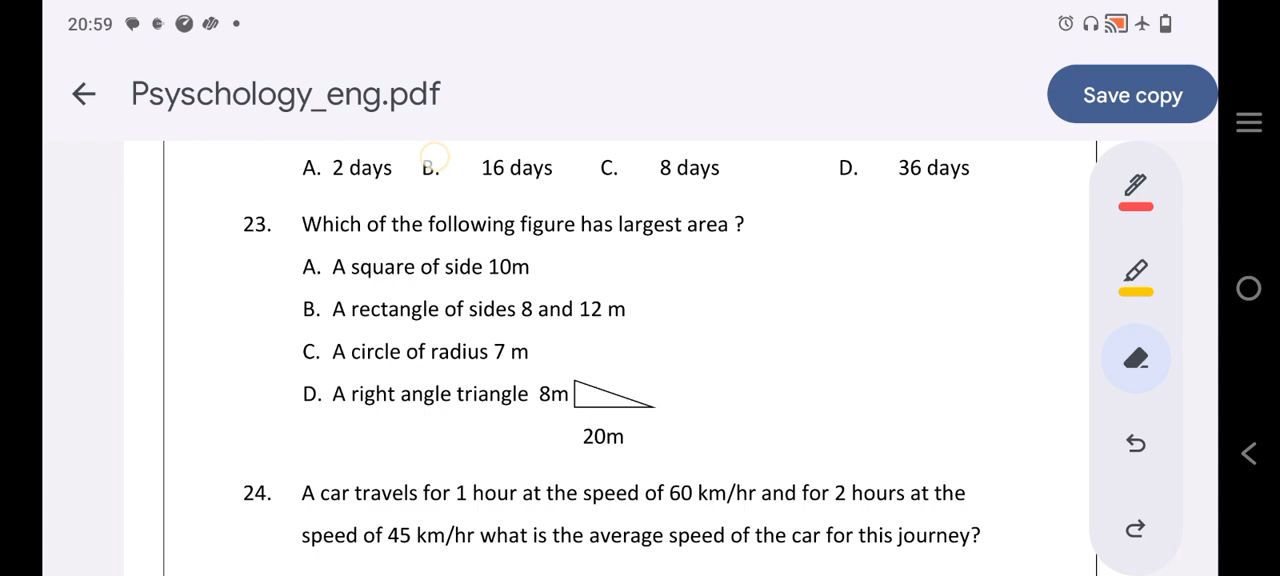 20:59
Psyschology_eng.pdf
Save copy
A. 2 days B. 16 days C. 8 days D. 36 days
23. Which of the following figure has largest area ?
A. A square of side 10m
B. A rectangle of sides 8 and 12 m
C. A circle of radius 7 m
D. A right angle triangle 8m
20m
24. A car travels for 1 hour at the speed of 60 km/hr and for 2 hours at the
speed of 45 km/hr what is the average speed of the car for this journey?